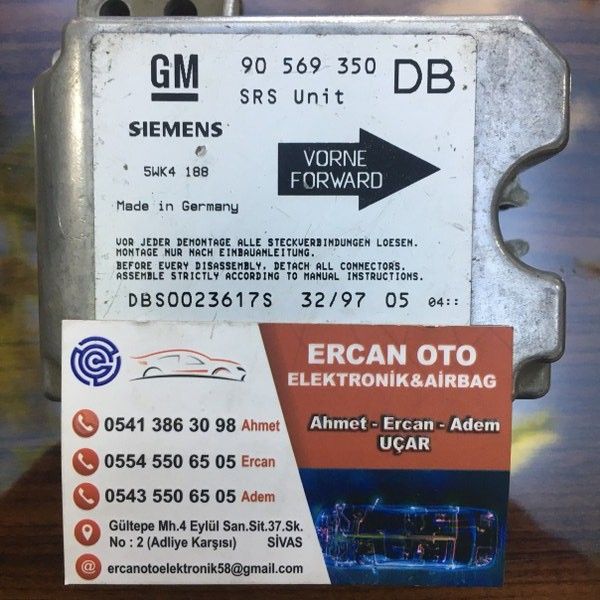 GM 90 569 350 DB
SRS Unit
SIEMENS
5WK4 188
VORNE
FORWARD
Made in Germany
VOR JEDER DEMONTAGE ALLE STECKVERBINDUNGEN LOESEN.
MONTAGE NUR NACH EINBAUANLEITUNG.
BEFORE EVERY DISASSEMBLY, DETACH ALL CONNECTORS.
ASSEMBLE STRICTLY ACCORDING TO MANUAL INSTRUCTIONS.
DBS0023617S 32/97 05 04::
ERCAN OTO
ELEKTRONİK&AİRBAG
Ahmet - Ercan - Adem
UÇAR
0541 386 30 98 Ahmet
0554 550 65 05 Ercan
0543 550 65 05 Adem
Gültepe Mh.4 Eylül San.Sit.37.Sk.
No : 2 (Adliye Karşısı) SİVAS
@ ercanotoelektronik58@gmail.com